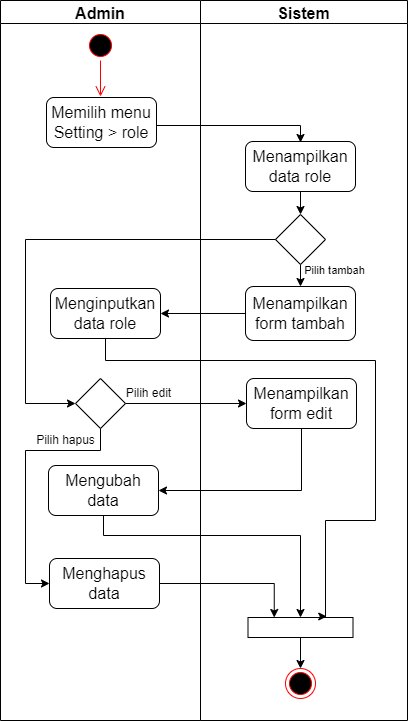 Admin
Sistem
Memilih menu
Setting > role
Menampilkan
data role
Pilih tambah
Menginputkan
data role
Menampilkan
form tambah
Pilih edit
Menampilkan
form edit
Pilih hapus
Mengubah
data
Menghapus
data